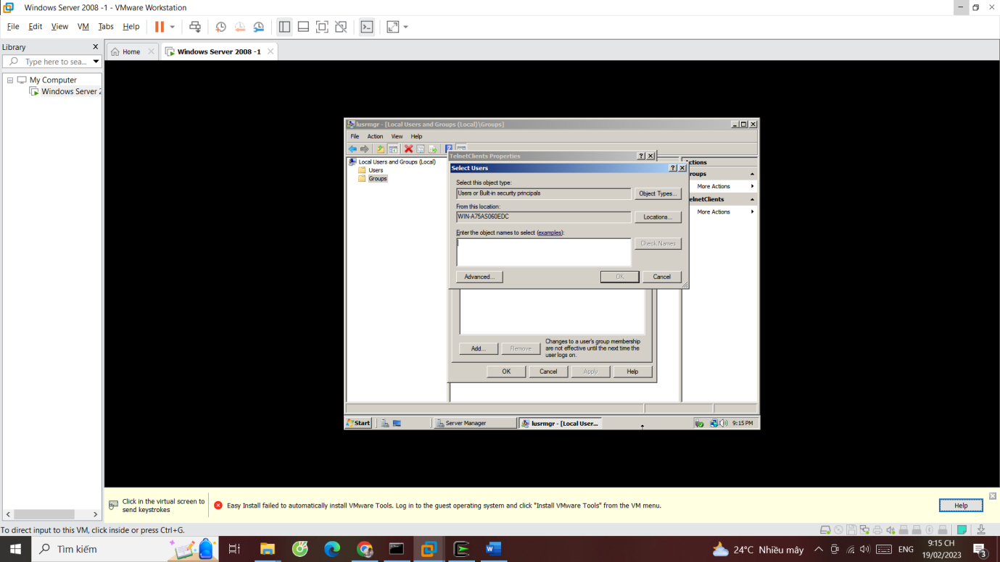 Windows Server 2008 -1 - VMware Workstation
File Edit View VM Tabs Help
Library
Type here to sea...
Home
Windows Server 2008 -1
My Computer
Windows Server 2
lusrmgr - [Local Users and Groups (Local)\Groups]
File Action View Help
Local Users and Groups (Local)
Users
Groups
TelnetClients Properties
Select Users
Select this object type:
Users or Built-in security principals
Object Types...
From this location:
WIN-A75AS060EDC
Locations...
Enter the object names to select (examples):
Check Names
Advanced...
OK
Cancel
Add...
Remove
Changes to a user's group membership
are not effective until the next time the
user logs on.
OK
Cancel
Apply
Help
ctions
roups
More Actions
elnetClients
More Actions
Start
Server Manager
lusrmgr - [Local User...
9:15 PM
Click in the virtual screen to
send keystrokes
Easy Install failed to automatically install VMware Tools. Log in to the guest operating system and click "Install VMware Tools" from the VM menu.
Help
To direct input to this VM, click inside or press Ctrl+G.
Tìm kiếm
24°C Nhiều mây
ENG
9:15 CH
19/02/2023
3